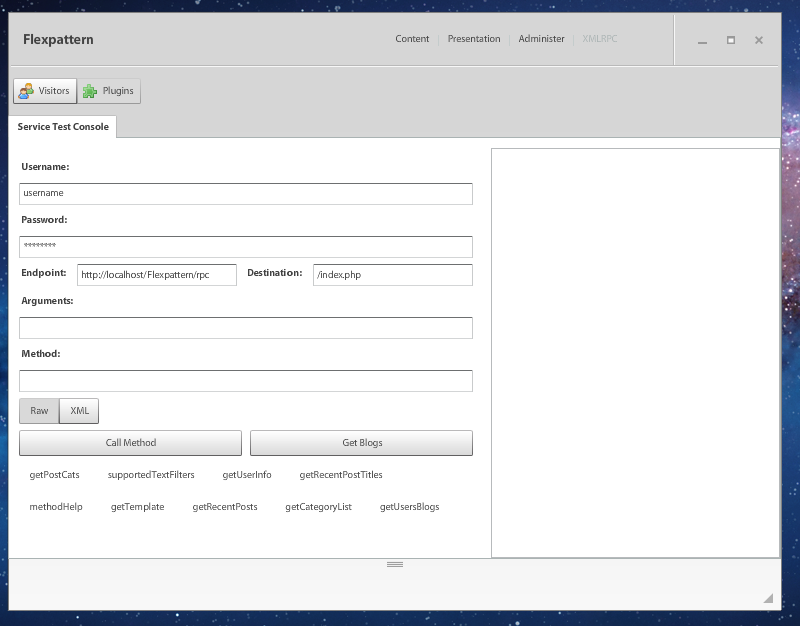 Flexpattern
Content Presentation Administer XMLRPC
Visitors Plugins
Service Test Console
Username:
username
Password:
********
Endpoint: http://localhost/Flexpattern/rpc Destination: /index.php
Arguments:
Method:
Raw XML
Call Method Get Blogs
getPostCats supportedTextFilters getUserInfo getRecentPostTitles
methodHelp getTemplate getRecentPosts getCategoryList getUsersBlogs